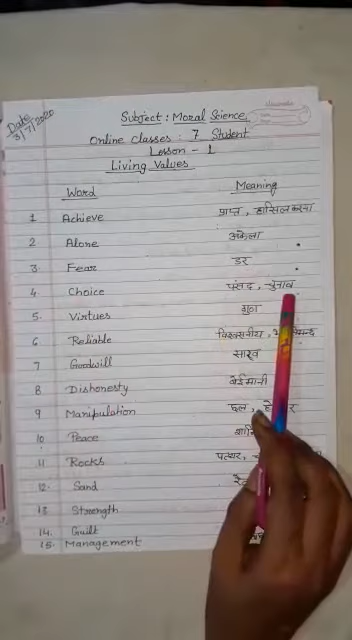 Date
3/7/2020
Subject: Moral Science
Online classes: 7 Student
Lesson - 1
Living Values
Word Meaning
1 Achieve प्राप्त, हासिल करना
2 Alone अकेला
3. Fear डर
4 Choice पसंद, चुनाव
5. Virtues गुण
6 Reliable विश्वसनीय,
7 Goodwill साख
8 Dishonesty बेईमानी
9 Manipulation छल,
10 Peace
11 Rocks पत्थर,
12. Sand
13 Strength
14. Guilt
15. Management